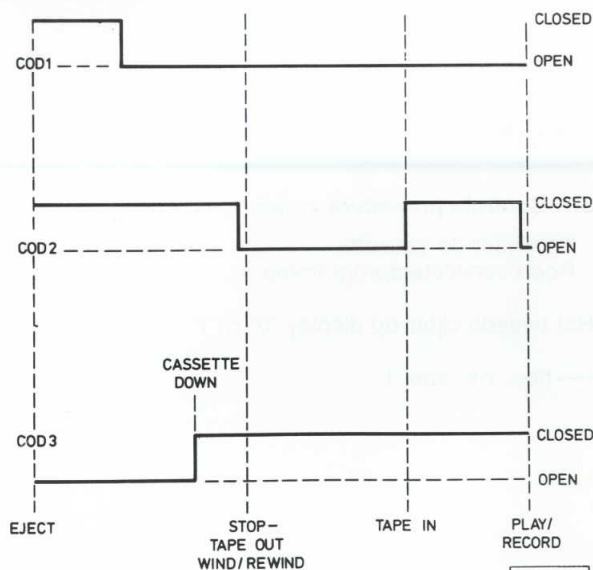 CLOSED
COD1
OPEN
CLOSED
COD2
OPEN
CASSETTE
DOWN
COD3
CLOSED
OPEN
EJECT
STOP-
TAPE OUT
WIND/REWIND
TAPE IN
PLAY/
RECORD